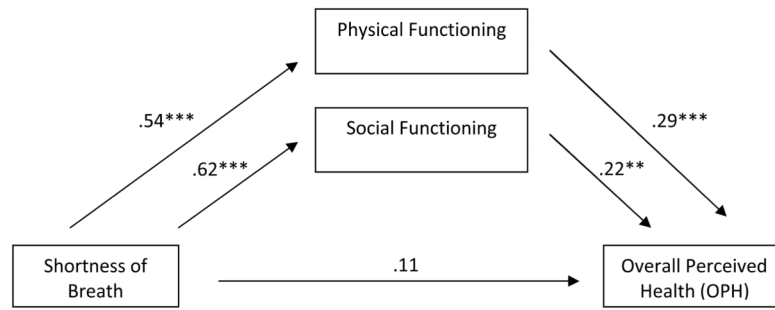 Physical Functioning
.54***
Social Functioning
.29***
.62***
.22**
Shortness of
Breath
.11
Overall Perceived
Health (OPH)